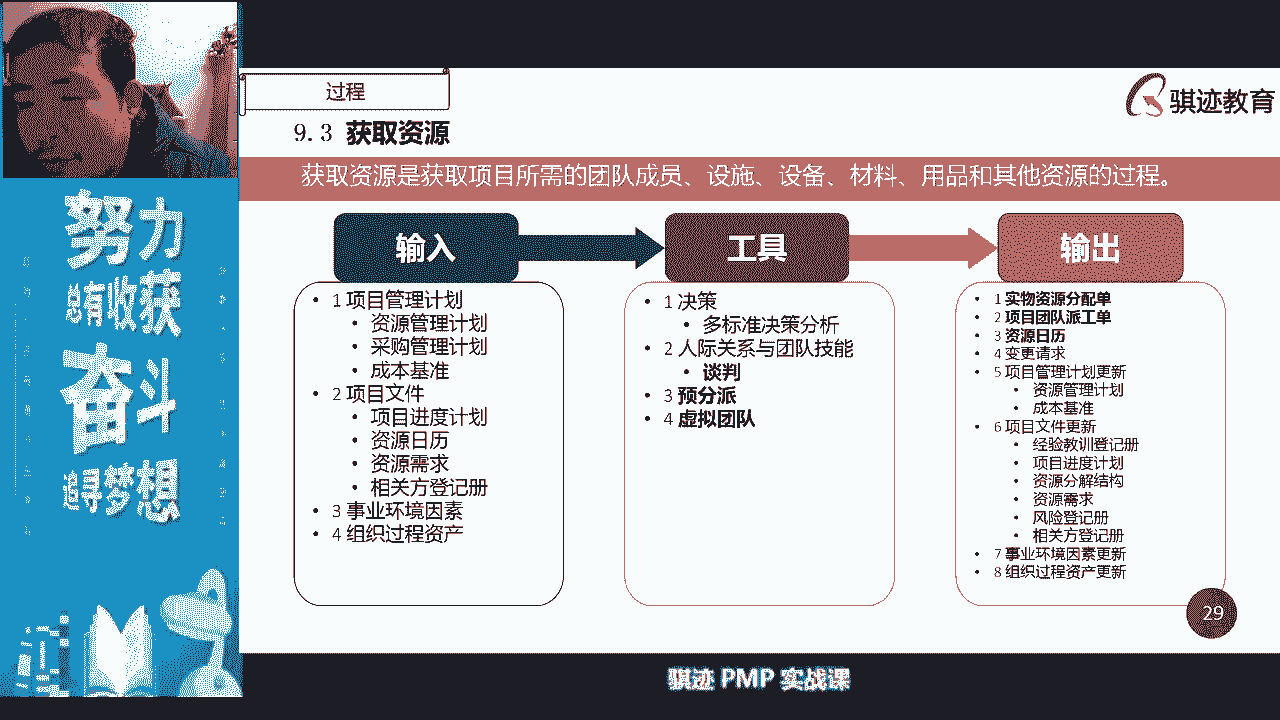 过程
骐迹教育
9.3 获取资源
获取资源是获取项目所需的团队成员、设施、设备、材料、用品和其他资源的过程。
努力
总有收获
奋斗
追寻梦想
输入
• 1 项目管理计划
• 资源管理计划
• 采购管理计划
• 成本基准
• 2 项目文件
• 项目进度计划
• 资源日历
• 资源需求
• 相关方登记册
• 3 事业环境因素
• 4 组织过程资产
工具
• 1 决策
• 多标准决策分析
• 2 人际关系与团队技能
• 谈判
• 3 预分派
• 4 虚拟团队
输出
• 1 实物资源分配单
• 2 项目团队派工单
• 3 资源日历
• 4 变更请求
• 5 项目管理计划更新
• 资源管理计划
• 成本基准
• 6 项目文件更新
• 经验教训登记册
• 项目进度计划
• 资源分解结构
• 资源需求
• 风险登记册
• 相关方登记册
• 7 事业环境因素更新
• 8 组织过程资产更新
29
骐迹 PMP 实战课